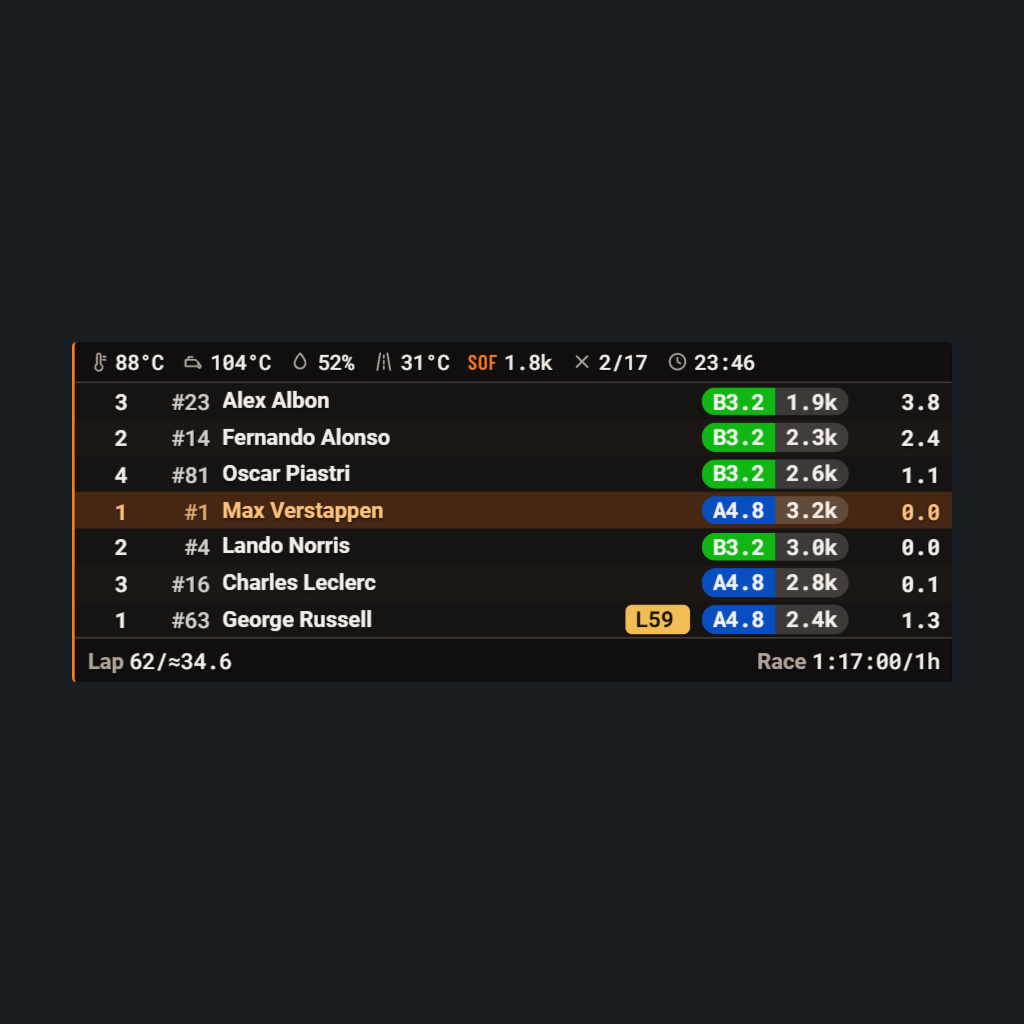 88°C 104°C 52% 31°C SOF 1.8k 2/17 23:46
3 #23 Alex Albon B3.2 1.9k 3.8
2 #14 Fernando Alonso B3.2 2.3k 2.4
4 #81 Oscar Piastri B3.2 2.6k 1.1
1 #1 Max Verstappen A4.8 3.2k 0.0
2 #4 Lando Norris B3.2 3.0k 0.0
3 #16 Charles Leclerc A4.8 2.8k 0.1
1 #63 George Russell L59 A4.8 2.4k 1.3
Lap 62/≈34.6 Race 1:17:00/1h